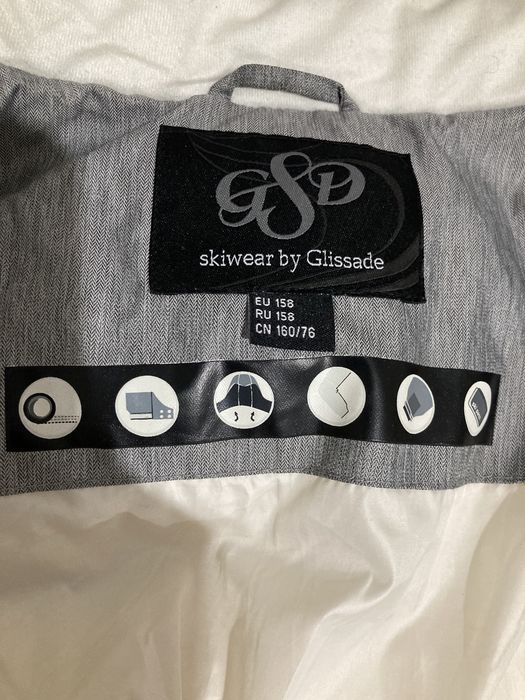 GSD
skiwear by Glissade
EU 158
RU 158
CN 160/76